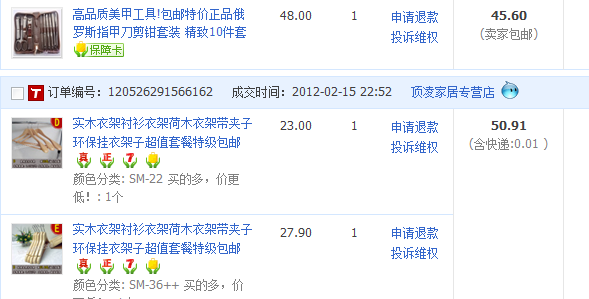 高品质美甲工具!包邮特价正品俄
罗斯指甲刀剪钳套装 精致10件套
保障卡
48.00
1
申请退款
投诉维权
45.60
(卖家包邮)
订单编号: 120526291566162 成交时间: 2012-02-15 22:52 顶凌家居专营店
实木衣架衬衫衣架荷木衣架带夹子
环保挂衣架子超值套餐特级包邮
真 正 7
颜色分类: SM-22 买的多，价更
低! : 1个
23.00
1
申请退款
投诉维权
50.91
(含快递:0.01 )
实木衣架衬衫衣架荷木衣架带夹子
环保挂衣架子超值套餐特级包邮
真 正 7
颜色分类: SM-36++ 买的多，价
27.90
1
申请退款
投诉维权